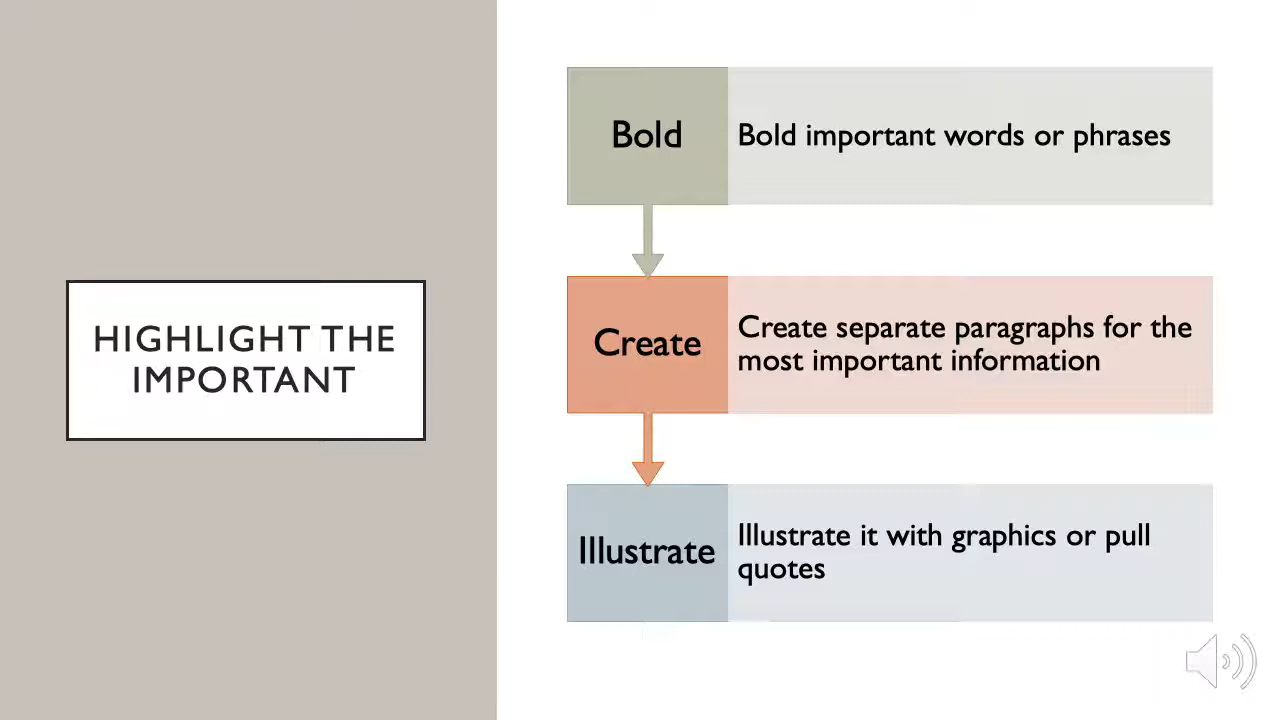 HIGHLIGHT THE
IMPORTANT
Bold
Bold important words or phrases
Create
Create separate paragraphs for the
most important information
Illustrate
Illustrate it with graphics or pull
quotes